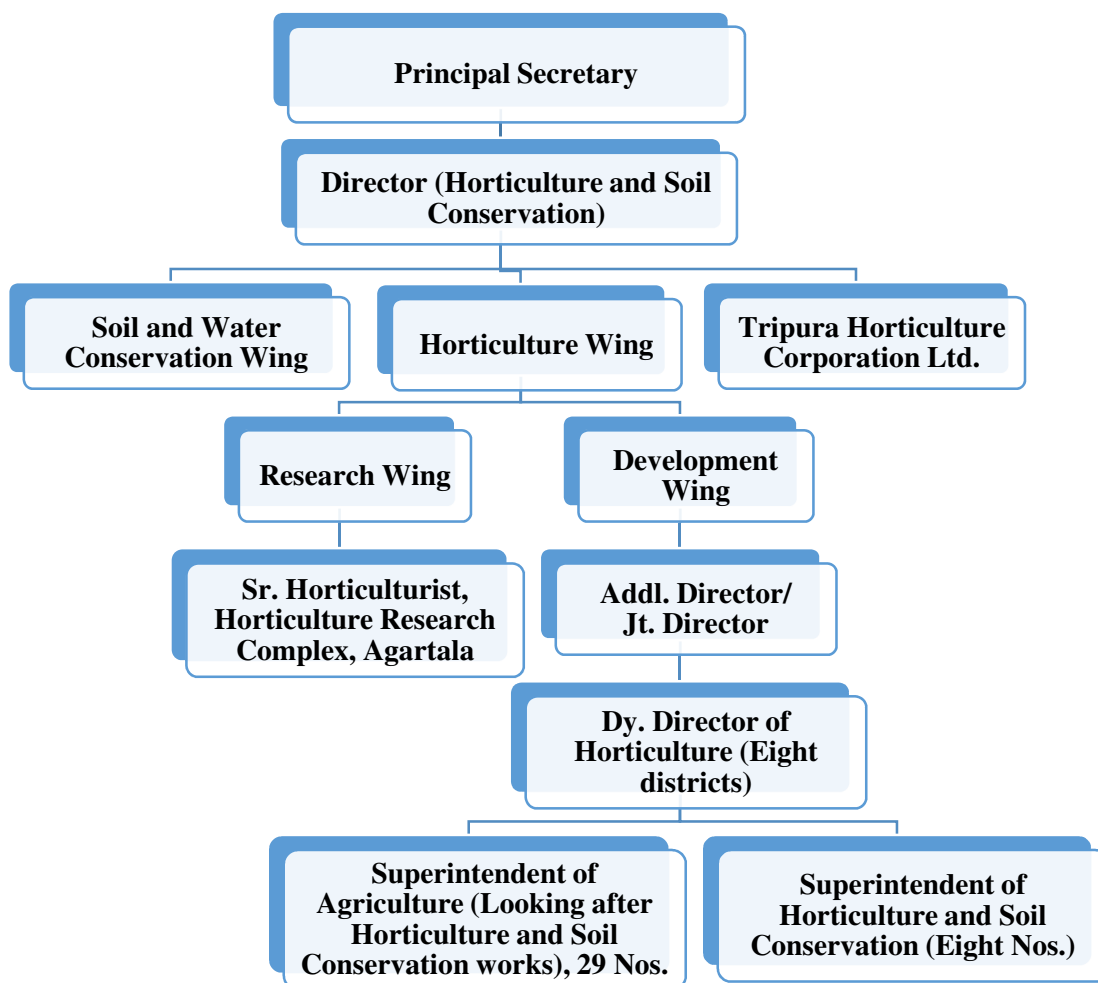 Principal Secretary
Director (Horticulture and Soil
Conservation)
Soil and Water
Conservation Wing
Horticulture Wing
Tripura Horticulture
Corporation Ltd.
Research Wing
Development
Wing
Sr. Horticulturist,
Horticulture Research
Complex, Agartala
Addl. Director/
Jt. Director
Dy. Director of
Horticulture (Eight
districts)
Superintendent of
Agriculture (Looking after
Horticulture and Soil
Conservation works), 29 Nos.
Superintendent of
Horticulture and Soil
Conservation (Eight Nos.)